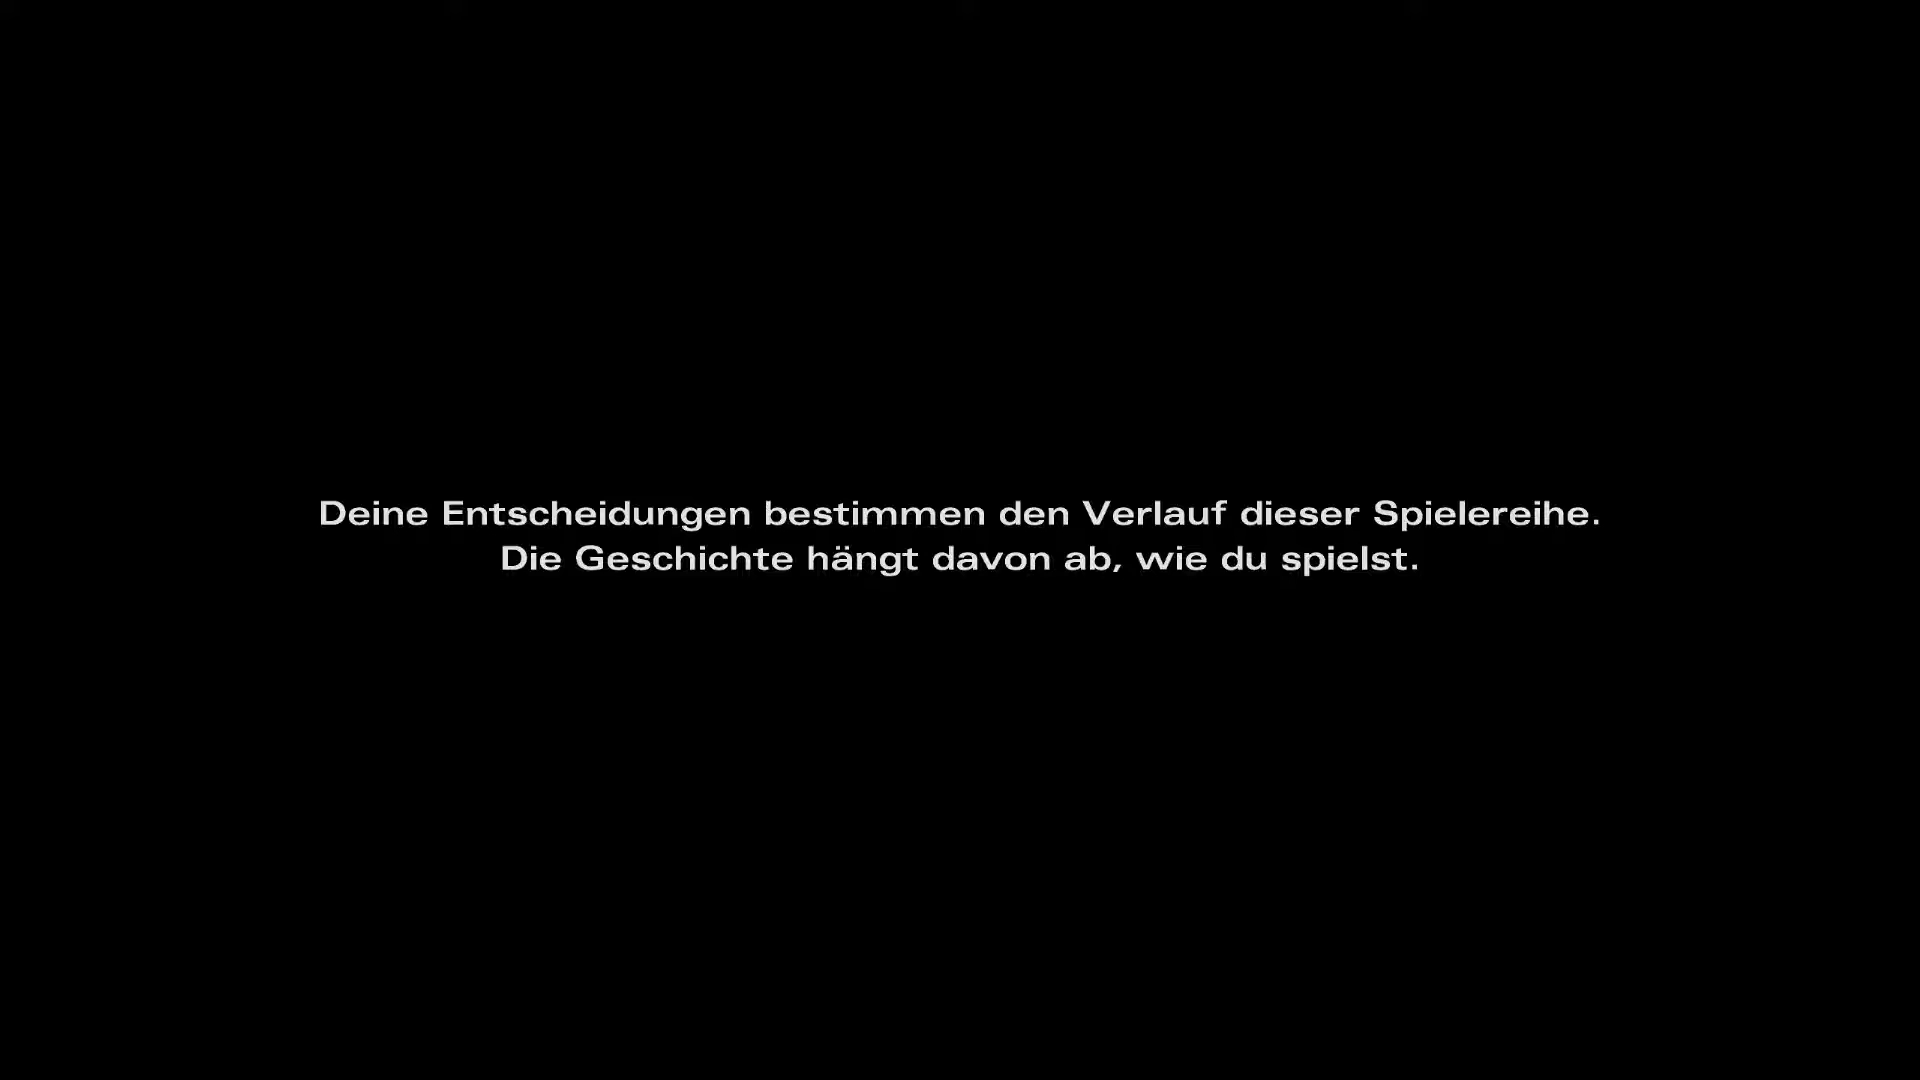 Deine Entscheidungen bestimmen den Verlauf dieser Spielereihe.
Die Geschichte hängt davon ab, wie du spielst.